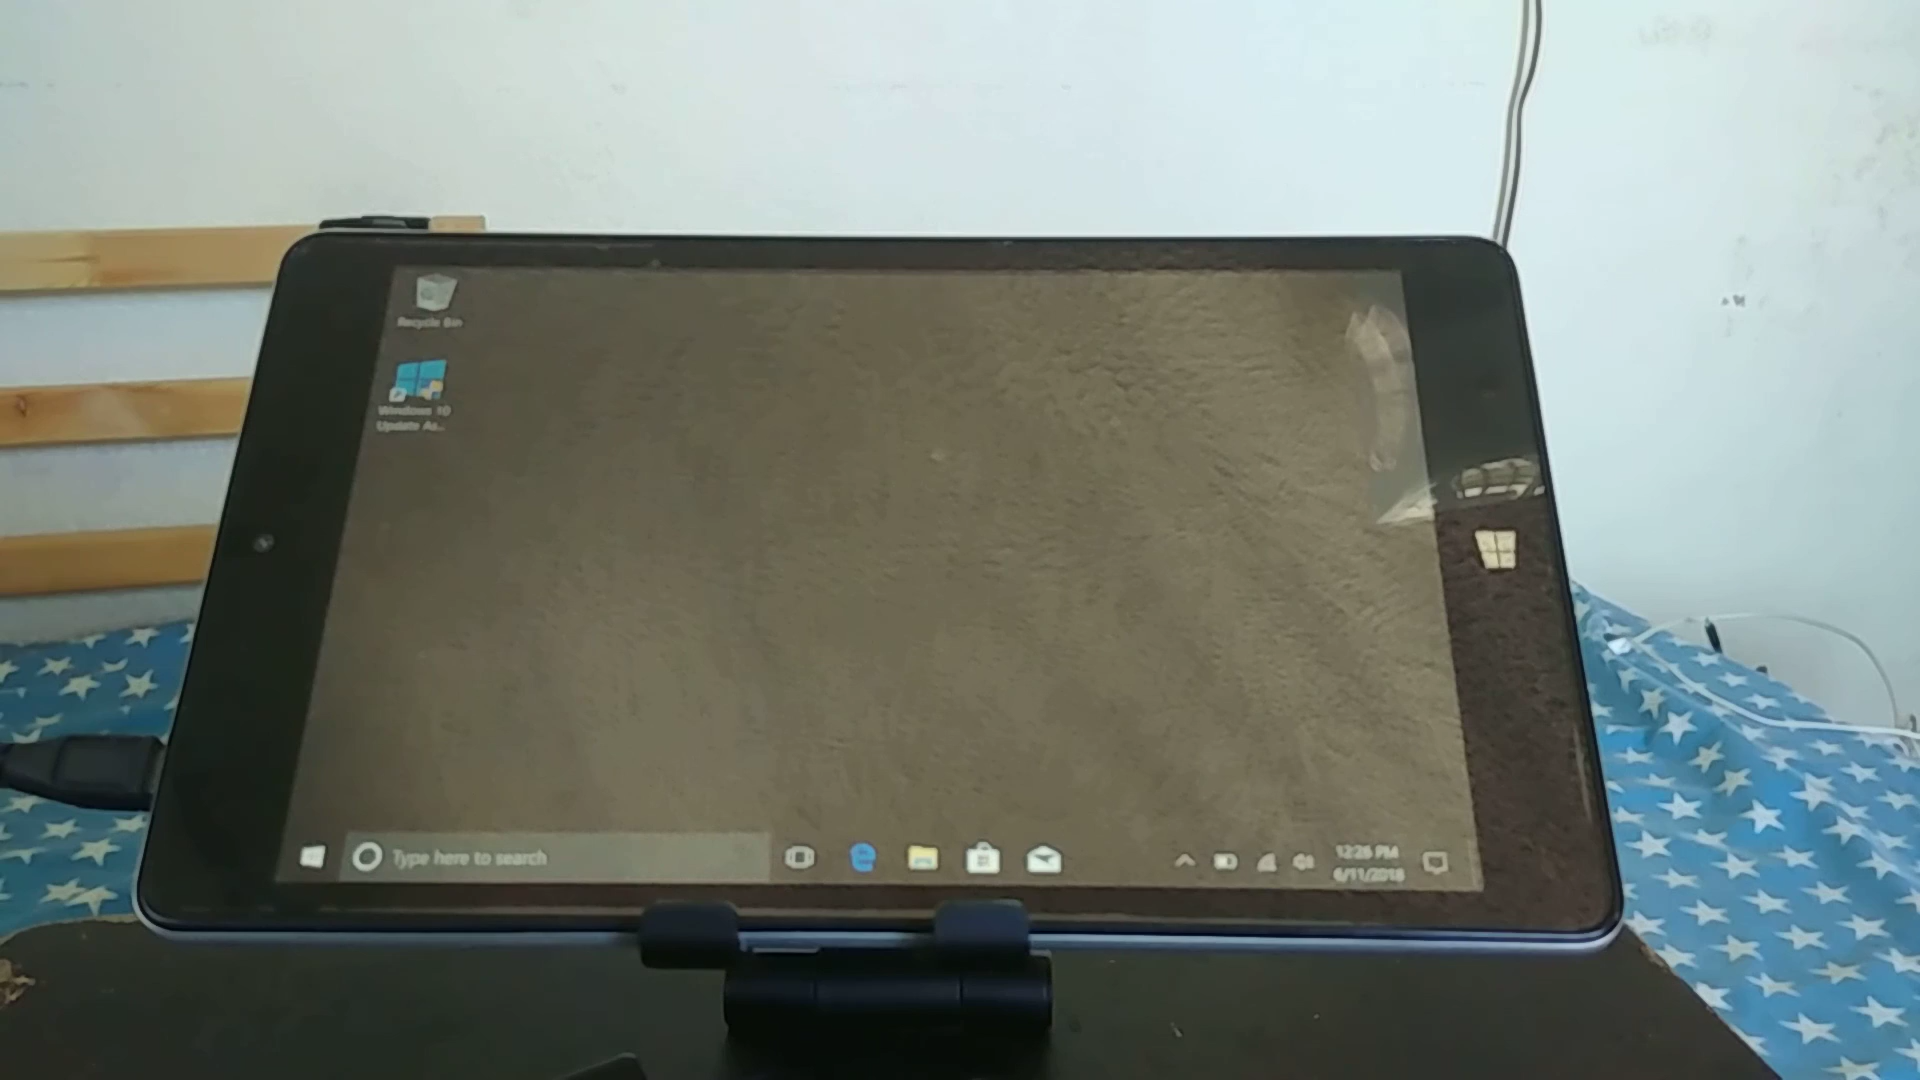 Recycle Bin
Windows 10
Update As...
Type here to search
12:26 PM
6/11/2018